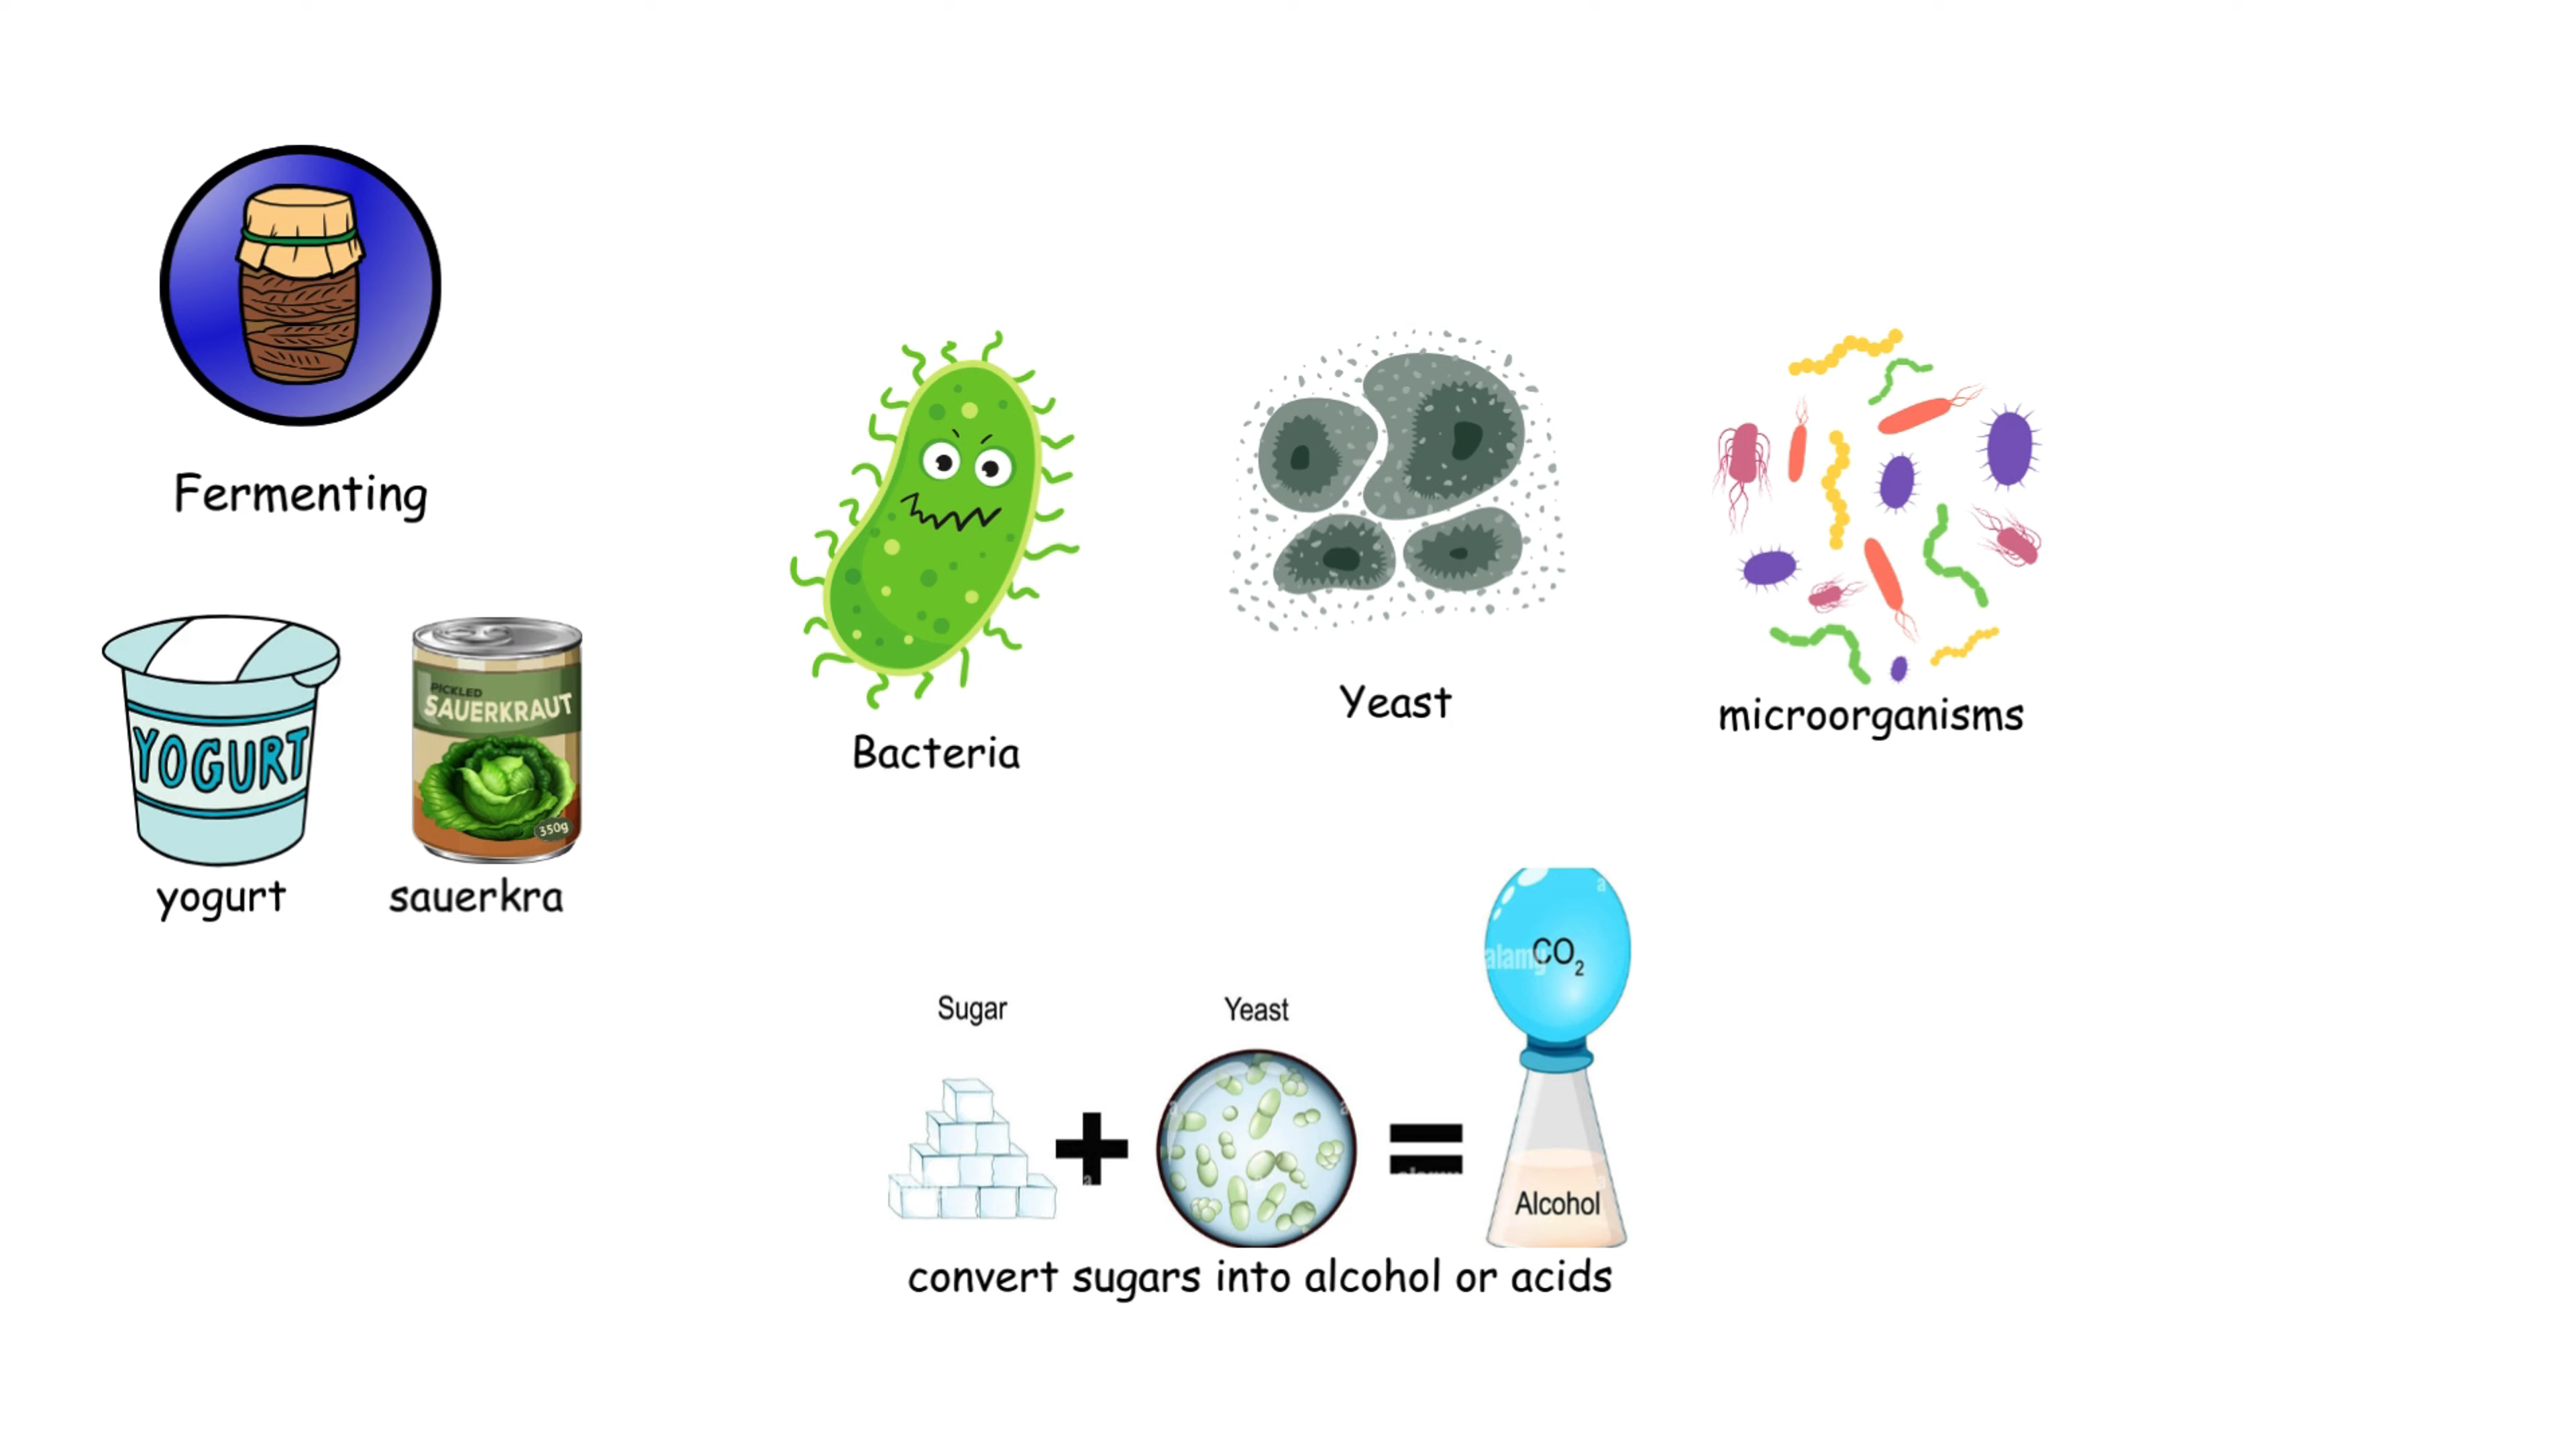 Fermenting
YOGURT
PICKLED
SAUERKRAUT
350g
yogurt
sauerkra
Bacteria
Yeast
microorganisms
Sugar
Yeast
CO₂
alamy
Alcohol
convert sugars into alcohol or acids